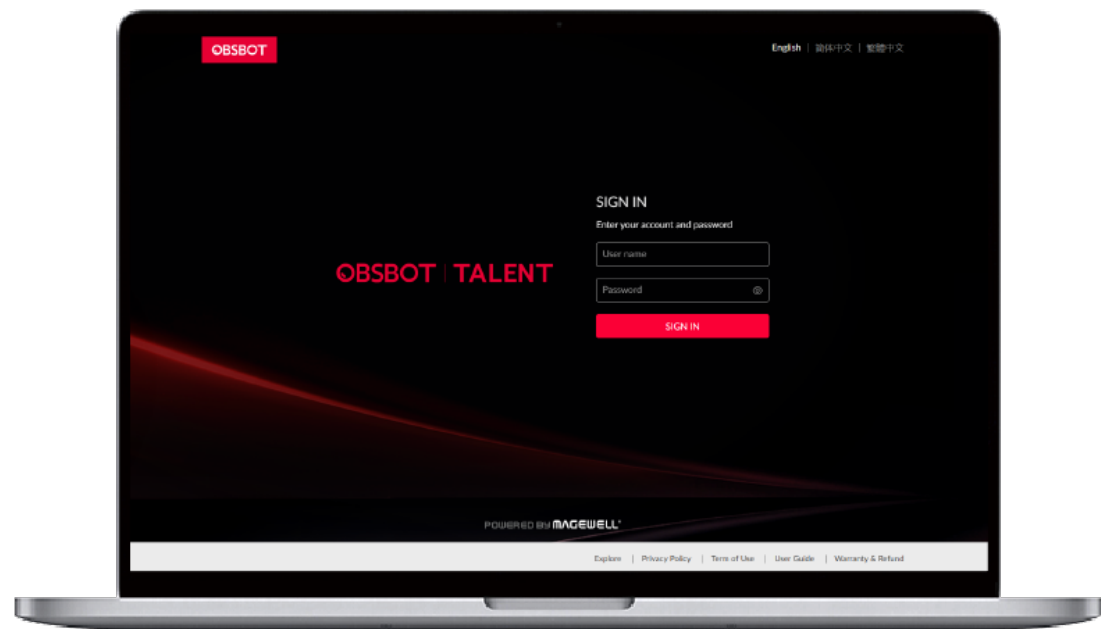 OBSBOT
English | 简体中文 | 繁體中文
SIGN IN
Enter your account and password
User name
OBSBOT | TALENT
Password
SIGN IN
POWERED BY MAGEWELL®
Explore | Privacy Policy | Term of Use | User Guide | Warranty & Refund